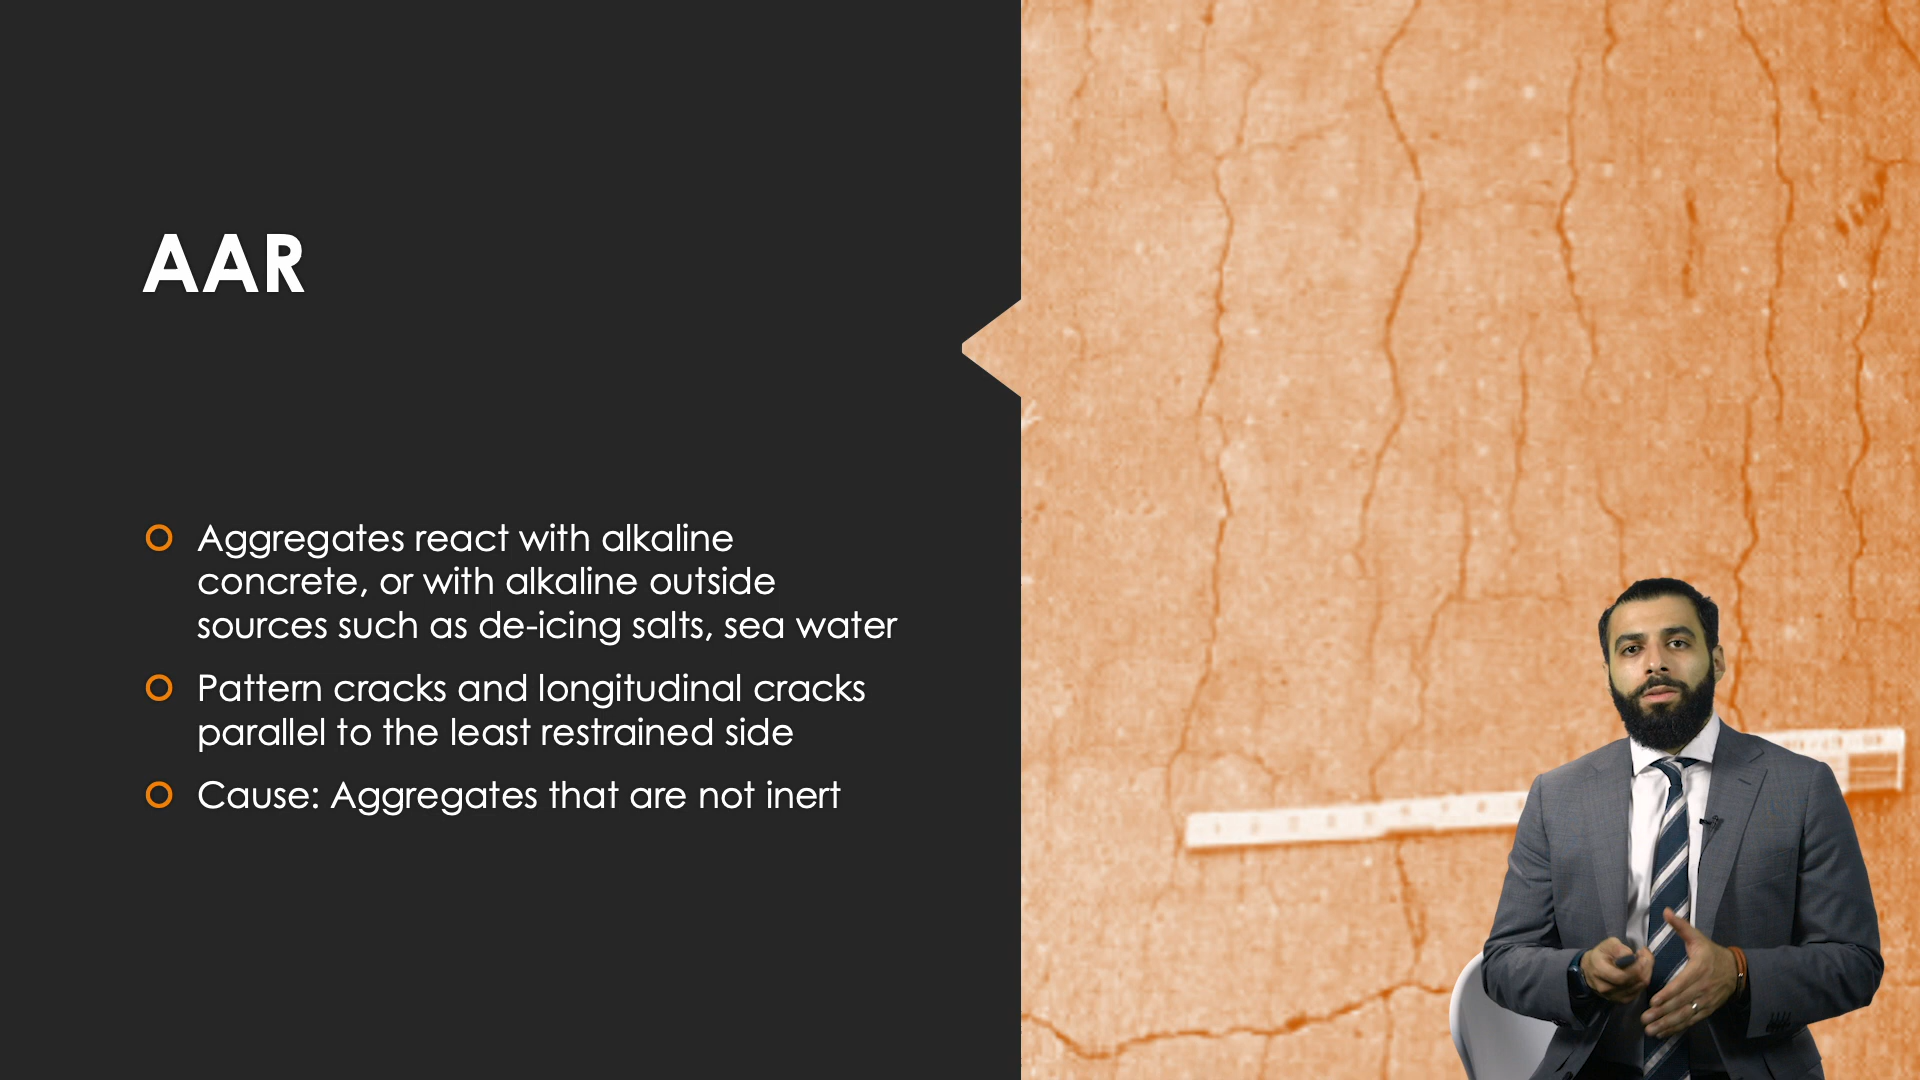 AAR
Aggregates react with alkaline
concrete, or with alkaline outside
sources such as de-icing salts, sea water
Pattern cracks and longitudinal cracks
parallel to the least restrained side
Cause: Aggregates that are not inert